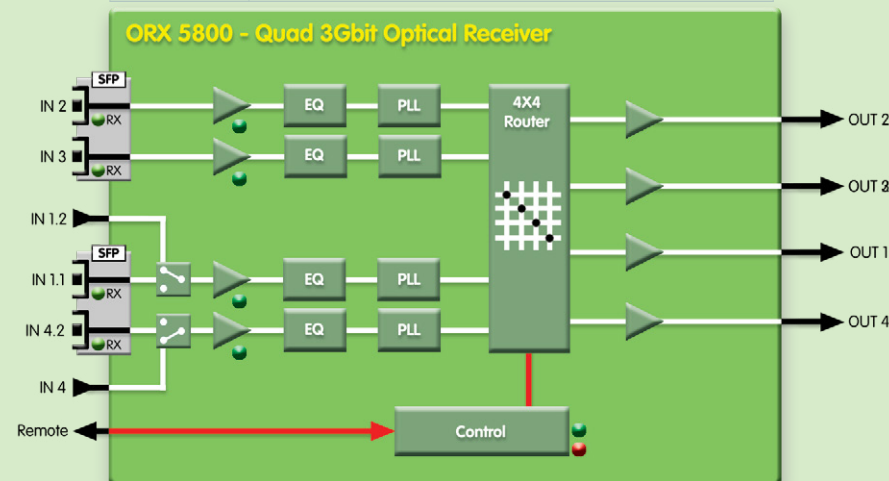 ORX 5800 - Quad 3Gbit Optical Receiver
SFP
IN 2
RX
EQ
PLL
4X4
Router
OUT 2
IN 3
RX
EQ
PLL
OUT 3
IN 1.2
SFP
OUT 1
IN 1.1
RX
EQ
PLL
IN 4.2
RX
EQ
PLL
OUT 4
IN 4
Remote
Control